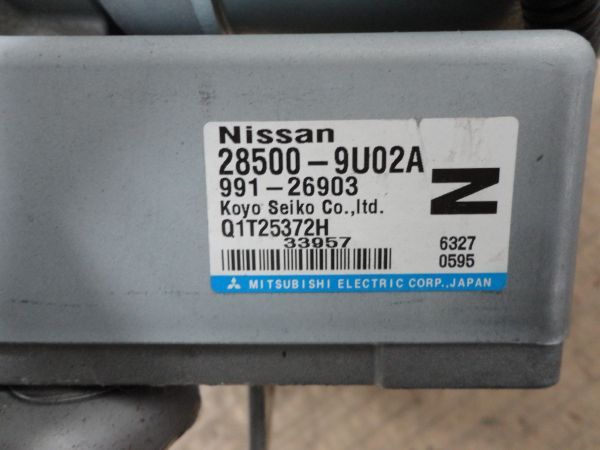 Nissan
28500-9U02A
991-26903
Koyo Seiko Co.,ltd.
Q1T25372H
N
33957
6327
0595
MITSUBISHI ELECTRIC CORP.,JAPAN